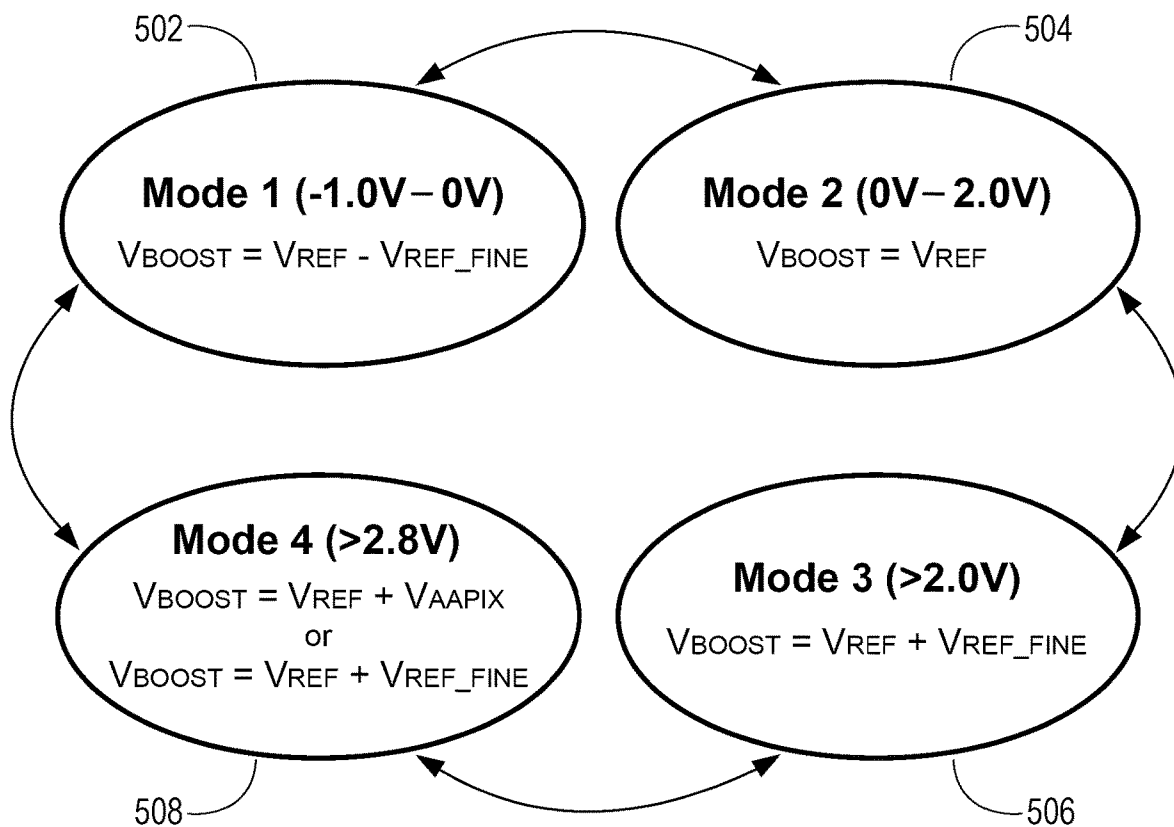 502
504
Mode 1 (-1.0V–0V)
VBOOST = VREF - VREF_FINE
Mode 2 (0V–2.0V)
VBOOST = VREF
Mode 4 (>2.8V)
VBOOST = VREF + VAAPIX
or
VBOOST = VREF + VREF_FINE
Mode 3 (>2.0V)
VBOOST = VREF + VREF_FINE
508
506